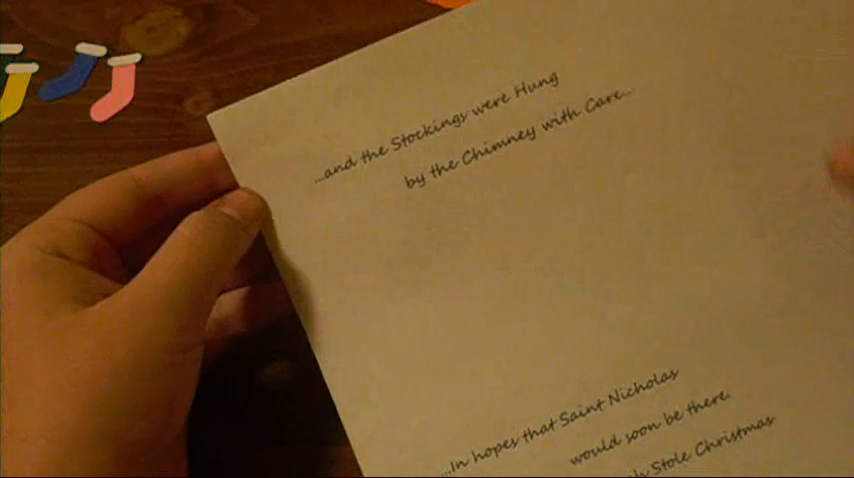 ...and the Stockings were Hung
by the Chimney with Care...
...In hopes that Saint Nicholas
would soon be there
Stole Christmas